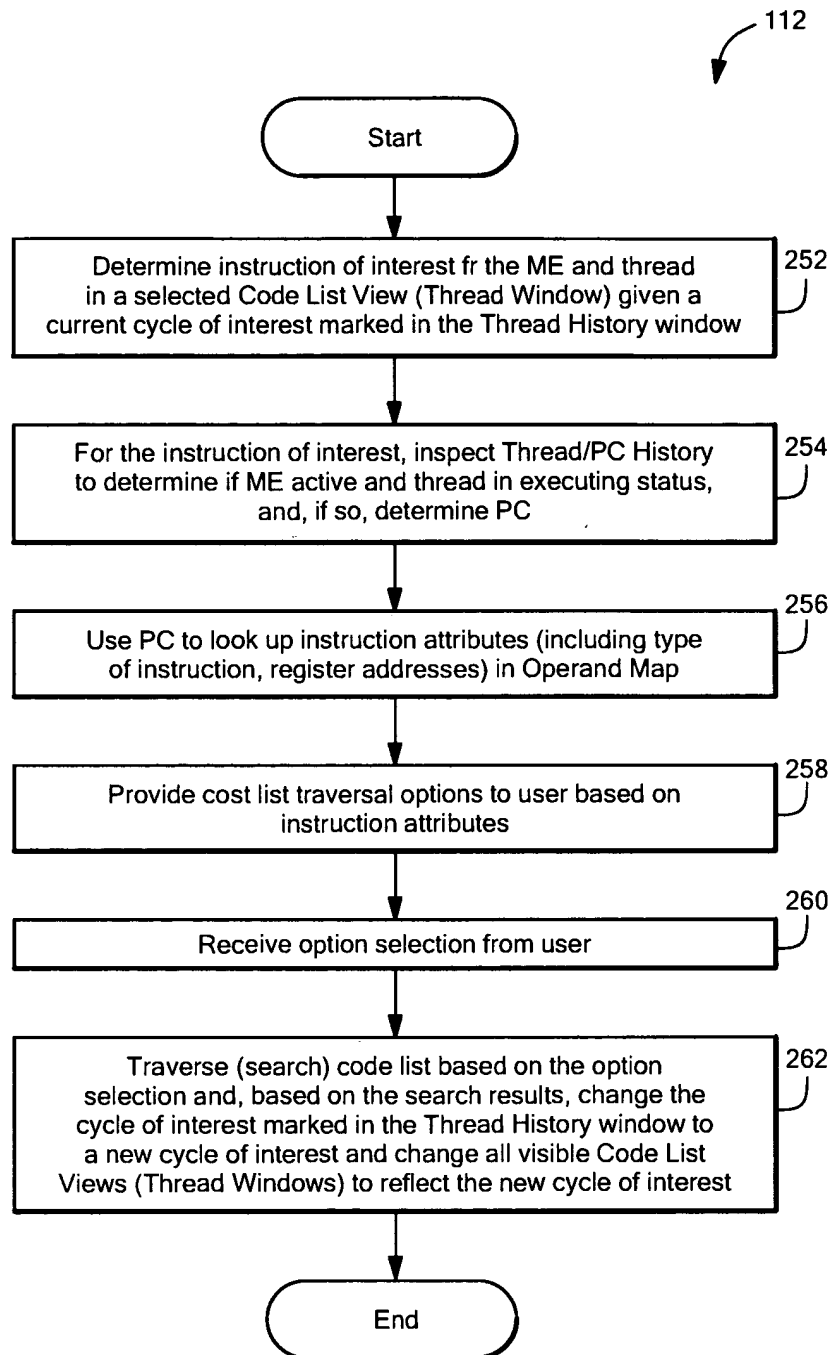 112
Start
Determine instruction of interest fr the ME and thread
in a selected Code List View (Thread Window) given a
current cycle of interest marked in the Thread History window
252
For the instruction of interest, inspect Thread/PC History
to determine if ME active and thread in executing status,
and, if so, determine PC
254
Use PC to look up instruction attributes (including type
of instruction, register addresses) in Operand Map
256
Provide cost list traversal options to user based on
instruction attributes
258
Receive option selection from user
260
Traverse (search) code list based on the option
selection and, based on the search results, change the
cycle of interest marked in the Thread History window to
a new cycle of interest and change all visible Code List
Views (Thread Windows) to reflect the new cycle of interest
262
End